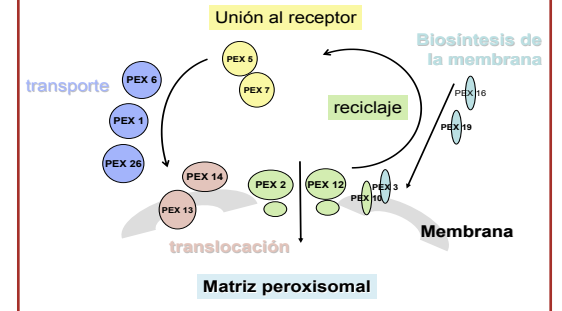 Unión al receptor
Biosíntesis de
la membrana
PEX 5
PEX 6
transporte
PEX 7
PEX 16
reciclaje
PEX 1
PEX 19
PEX 26
PEX 14
PEX 2
PEX 12
PEX 3
PEX 10
PEX 13
Membrana
translocación
Matriz peroxisomal